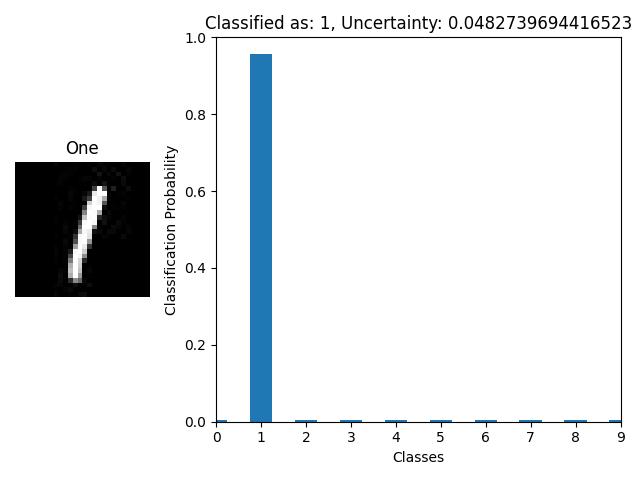 Classified as: 1, Uncertainty: 0.0482739694416523
One
Classification Probability
1.0
0.8
0.6
0.4
0.2
0.0
0 1 2 3 4 5 6 7 8 9
Classes